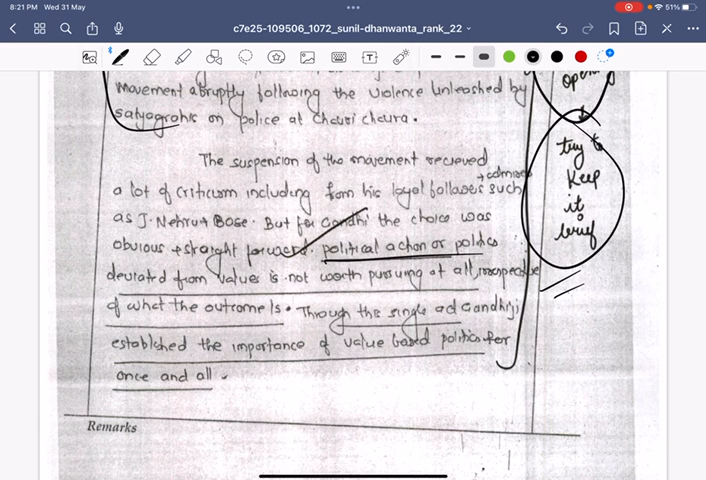 8:21 PM Wed 31 May
51%
c7e25-109506_1072_sunil-dhanwanta_rank_22
movement abruptly following the violence unleashed by
satyagrahis on police at Chauri chaura.
The suspension of the movement recieved
a lot of criticism including from his loyal followers + admirers such
as J. Nehru + Bose. But for Gandhi the choice was
obvious + straight forward. political action or politics
deviated from values is not worth pursuing at all, irrespective
of what the outcome is. Through the single act Gandhiji
established the importance of value based politics for
once and all.
try to
keep
it
brief
Remarks